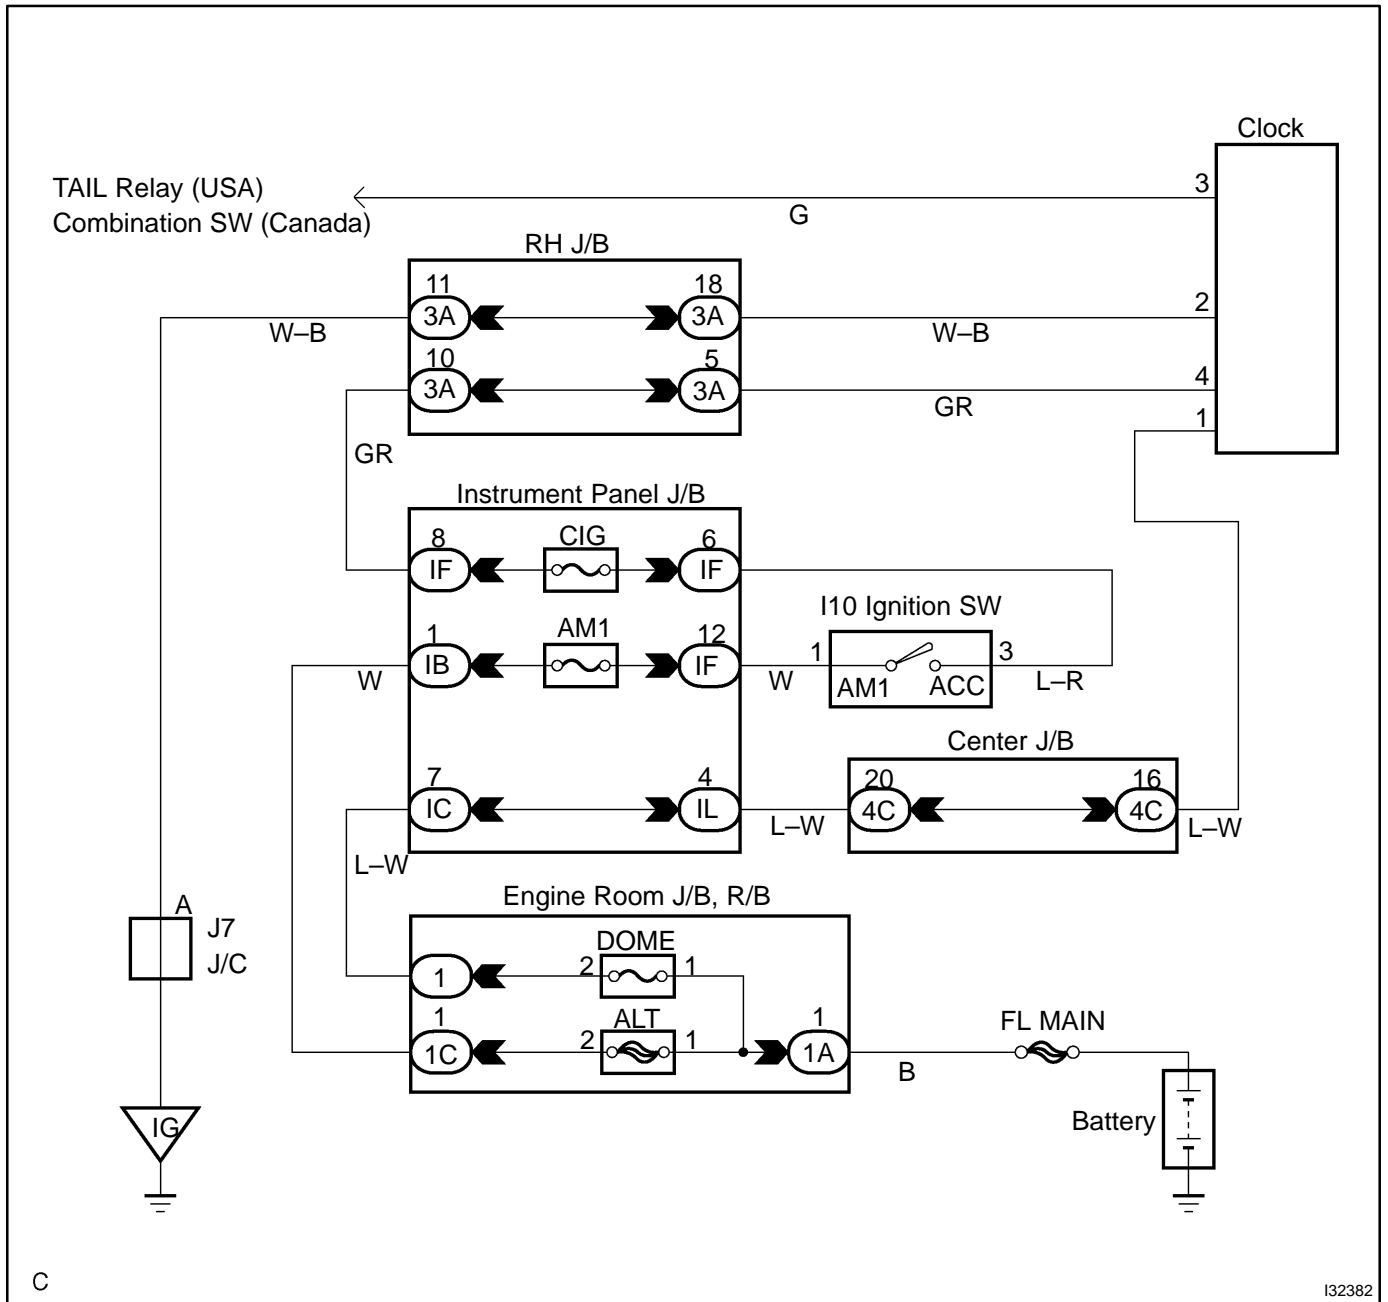 Clock
TAIL Relay (USA)
Combination SW (Canada)
3
G
RH J/B
11
18
3A
3A
2
W–B
W–B
10
5
3A
3A
4
GR
1
GR
Instrument Panel J/B
8
CIG
6
IF
IF
I10 Ignition SW
1
AM1
12
IB
IF
1
3
W
W
AM1
ACC
L–R
Center J/B
7
4
20
16
IC
IL
4C
4C
L–W
L–W
L–W
Engine Room J/B, R/B
A
J7
J/C
DOME
2
1
1
1
ALT
1
FL MAIN
1C
2
1
1A
B
Battery
IG
C
I32382